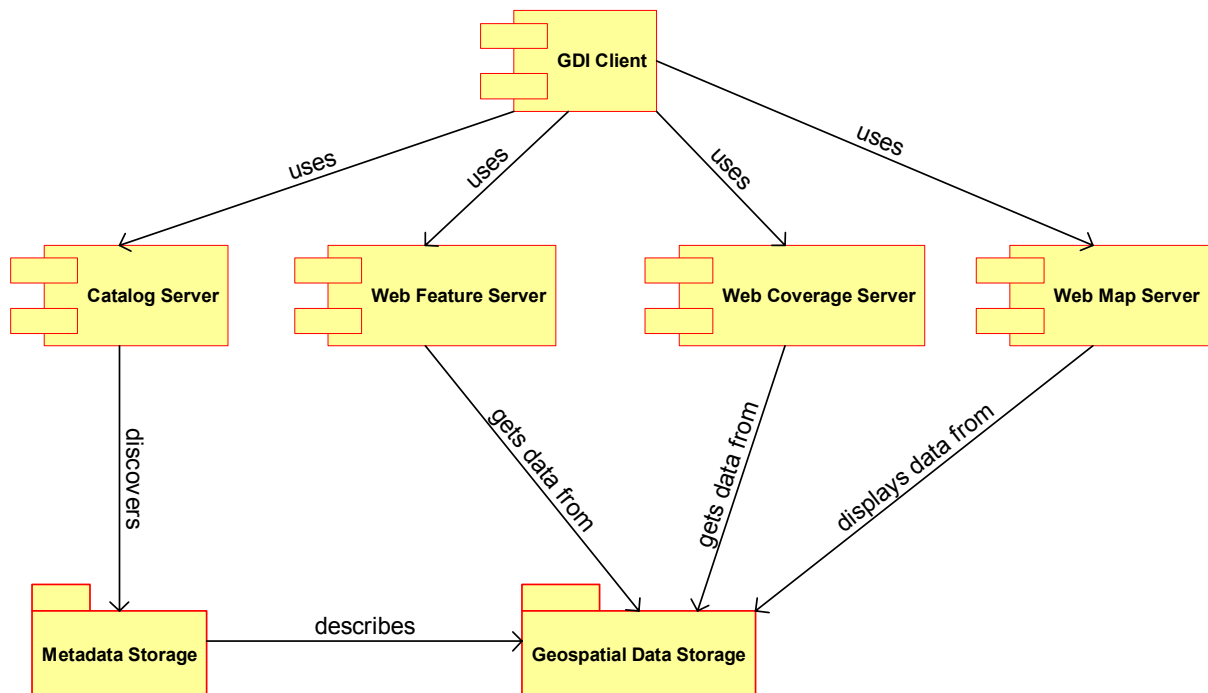 GDI Client
uses
uses
uses
uses
Catalog Server
Web Feature Server
Web Coverage Server
Web Map Server
discovers
gets data from
gets data from
displays data from
Metadata Storage
describes
Geospatial Data Storage